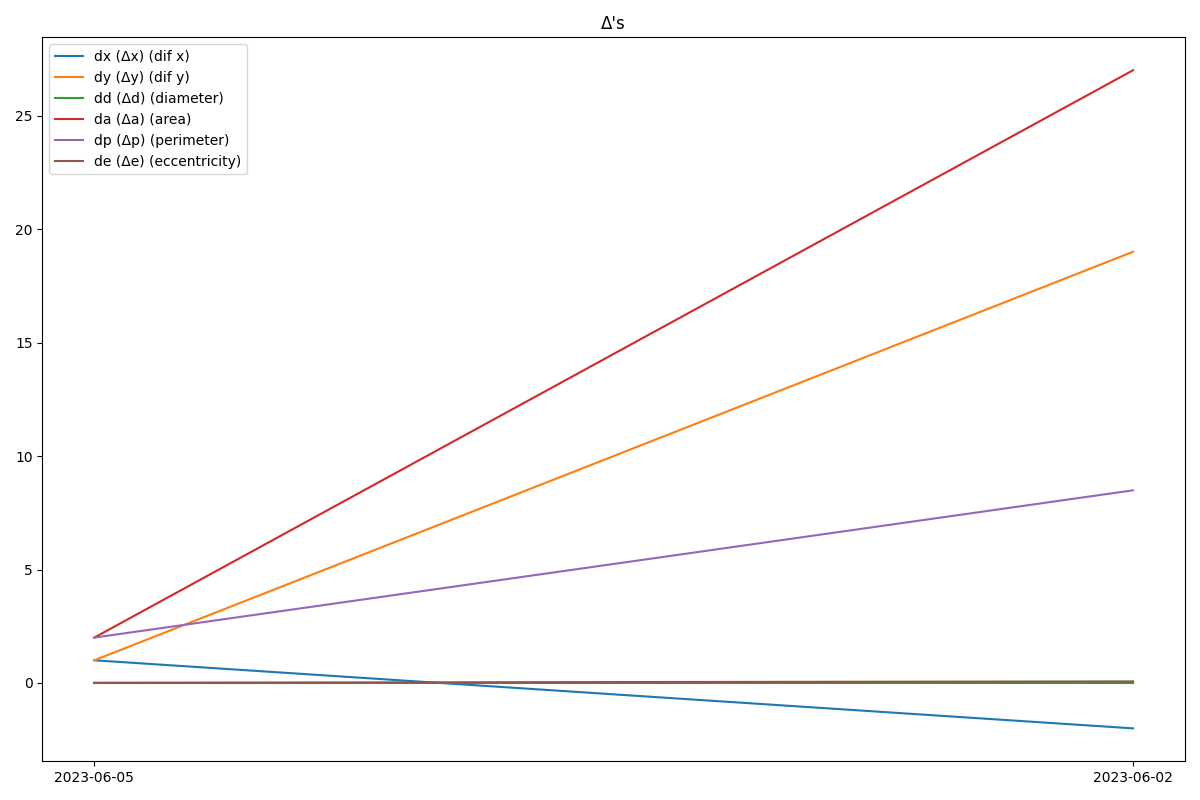 Δ's
dx (Δx) (dif x)
dy (Δy) (dif y)
dd (Δd) (diameter)
da (Δa) (area)
dp (Δp) (perimeter)
de (Δe) (eccentricity)
25
20
15
10
5
0
2023-06-05 2023-06-02